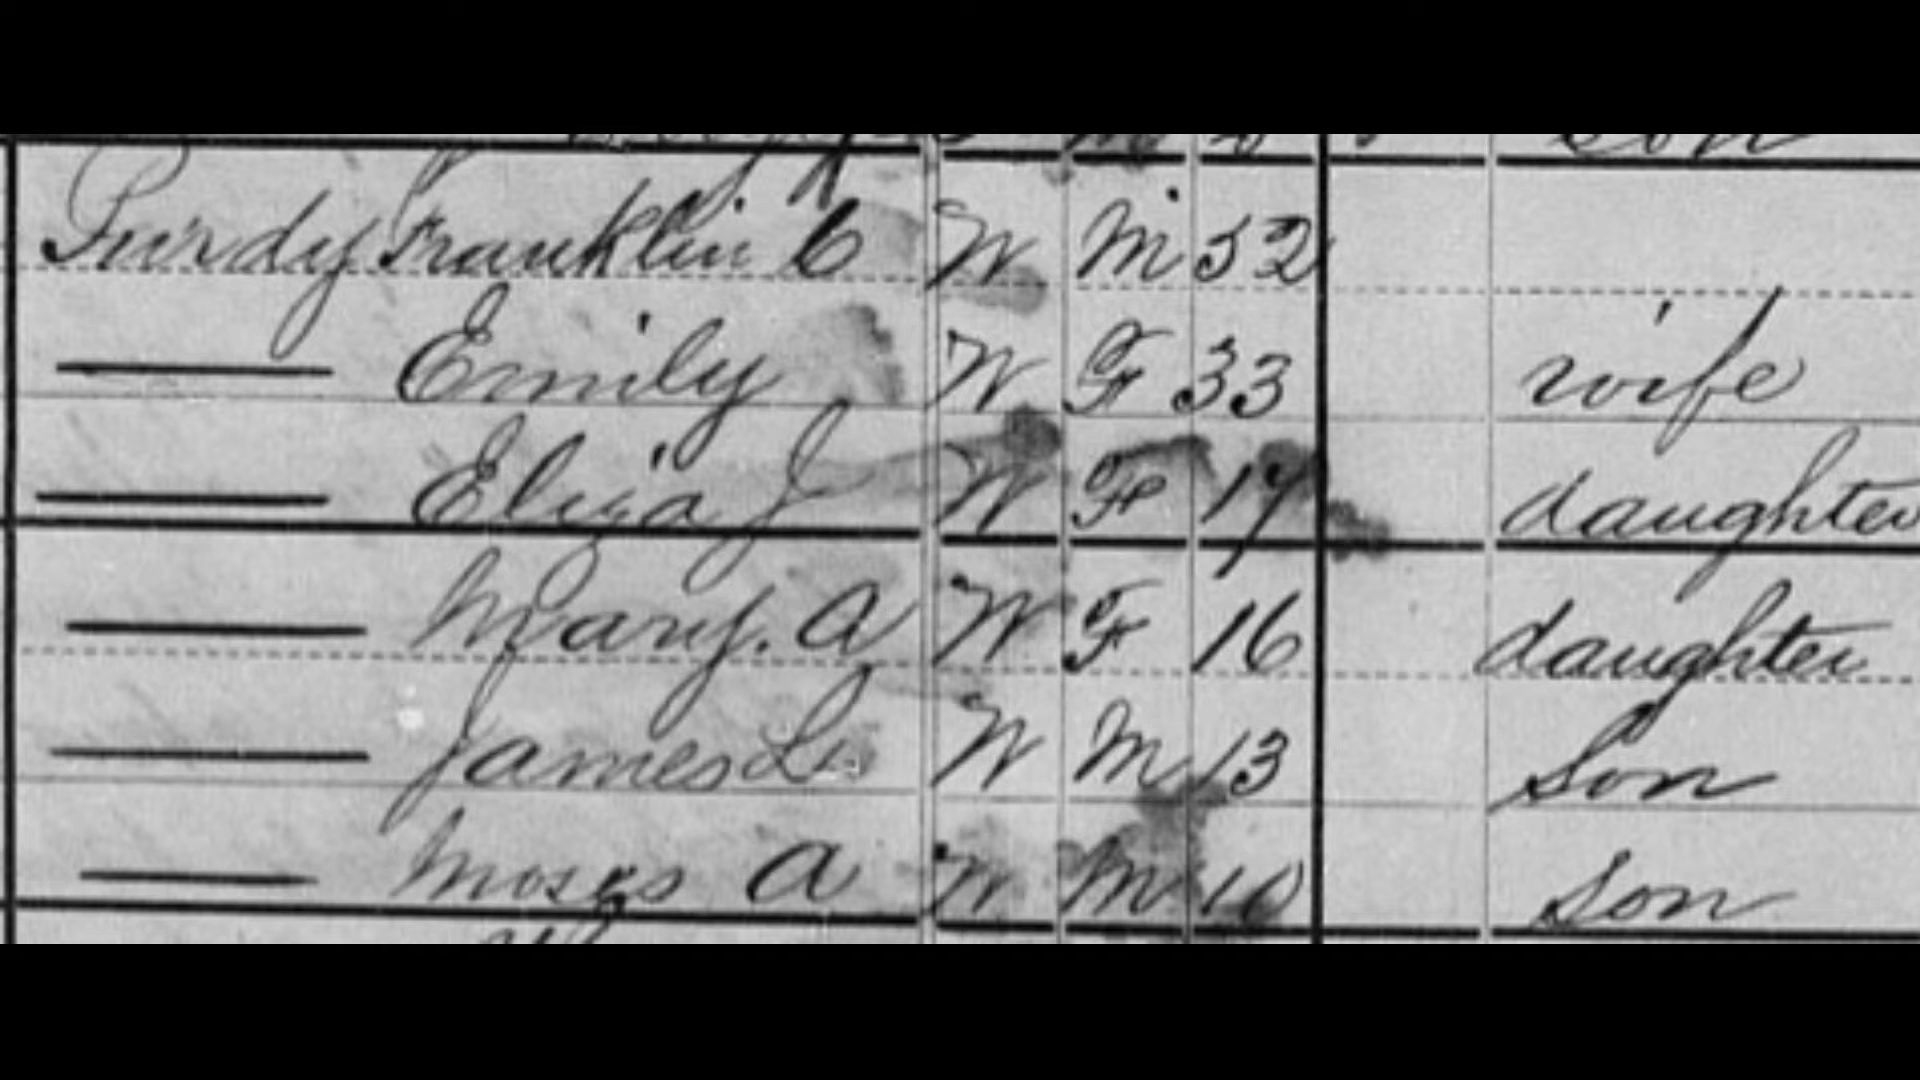 Purdy Franklin C W M 52
Emily W F 33 wife
Eliza J W F 17 daughter
Mary. A W F 16 daughter
James L W M 13 Son
Moses A W M 10 Son